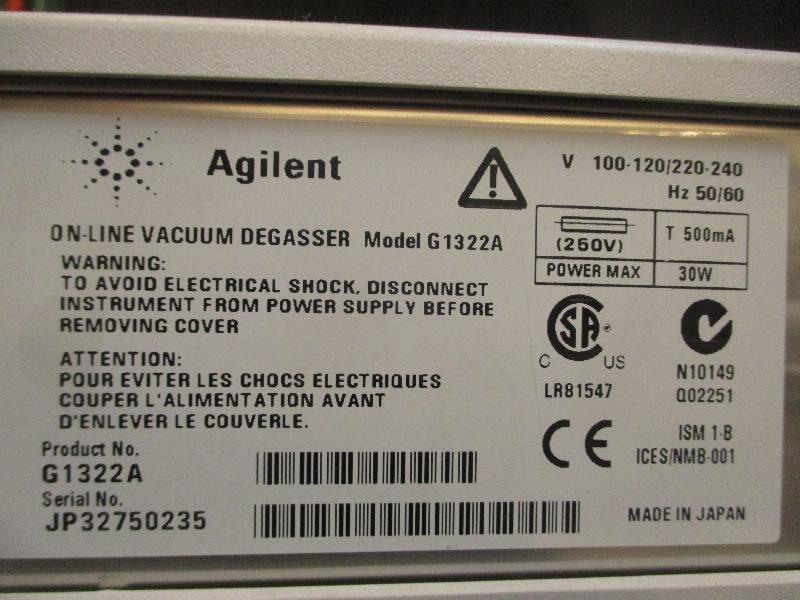 Agilent
V 100-120/220-240
Hz 50/60
ON-LINE VACUUM DEGASSER Model G1322A
(250V)
T 500mA
POWER MAX
30W
WARNING:
TO AVOID ELECTRICAL SHOCK, DISCONNECT
INSTRUMENT FROM POWER SUPPLY BEFORE
REMOVING COVER
ATTENTION:
POUR EVITER LES CHOCS ELECTRIQUES
COUPER L'ALIMENTATION AVANT
D'ENLEVER LE COUVERLE.
SA
C US
LR81547
N10149
Q02251
CE
ISM 1-B
ICES/NMB-001
Product No.
G1322A
Serial No.
JP32750235
MADE IN JAPAN